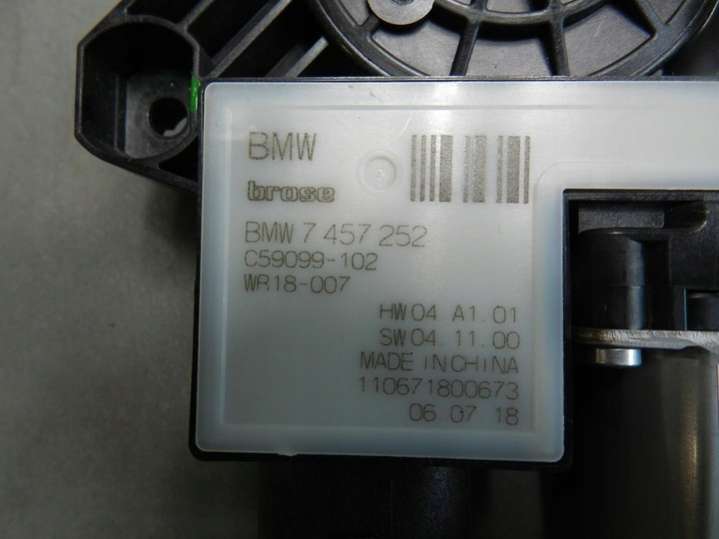 BMW
brose
BMW 7 457 252
C59099-102
WR18-007
HW04 A1.01
SW04.11.00
MADE IN CHINA
110671800673
06.07.18